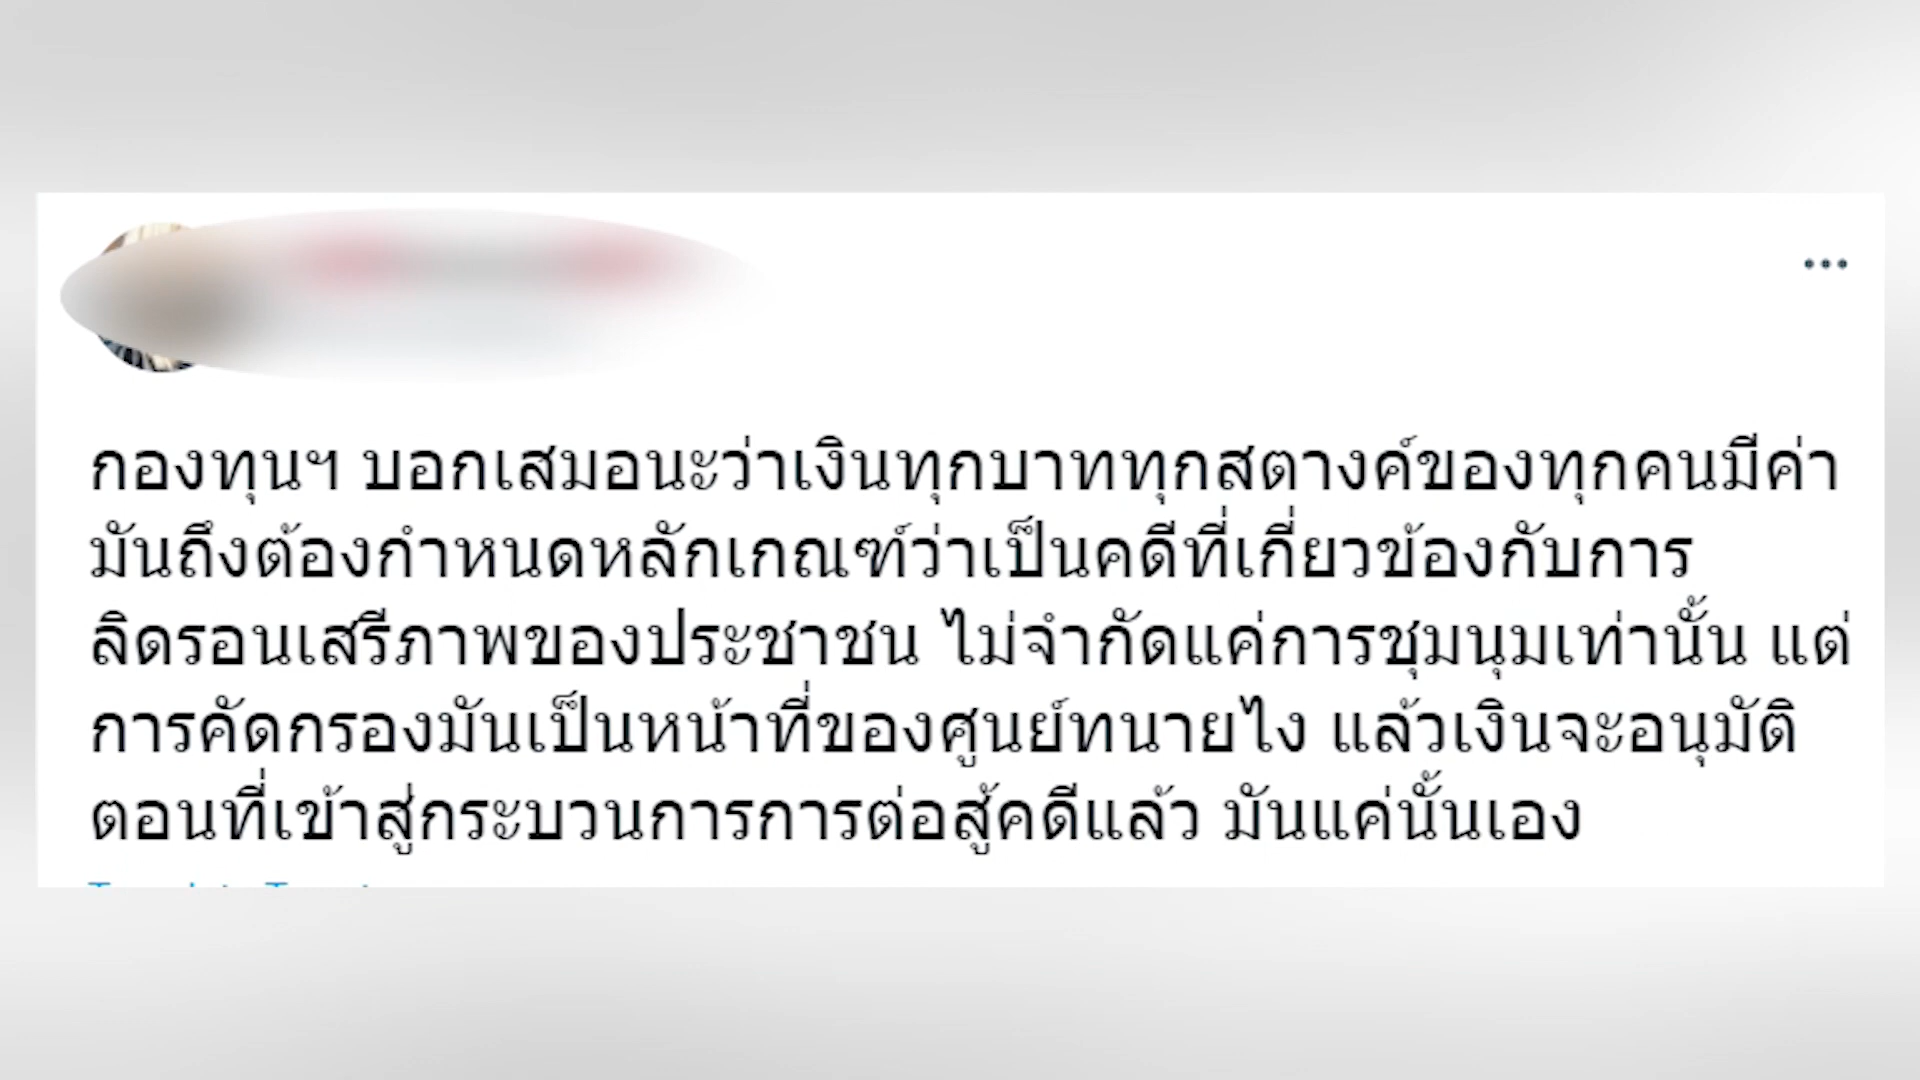 กองทุนฯ บอกเสมอนะว่าเงินทุกบาททุกสตางค์ของทุกคนมีค่า
มันถึงต้องกำหนดหลักเกณฑ์ว่าเป็นคดีที่เกี่ยวข้องกับการ
ลิดรอนเสรีภาพของประชาชน ไม่จำกัดแค่การชุมนุมเท่านั้น แต่
การคัดกรองมันเป็นหน้าที่ของศูนย์ทนายไง แล้วเงินจะอนุมัติ
ตอนที่เข้าสู่กระบวนการการต่อสู้คดีแล้ว มันแค่นั้นเอง